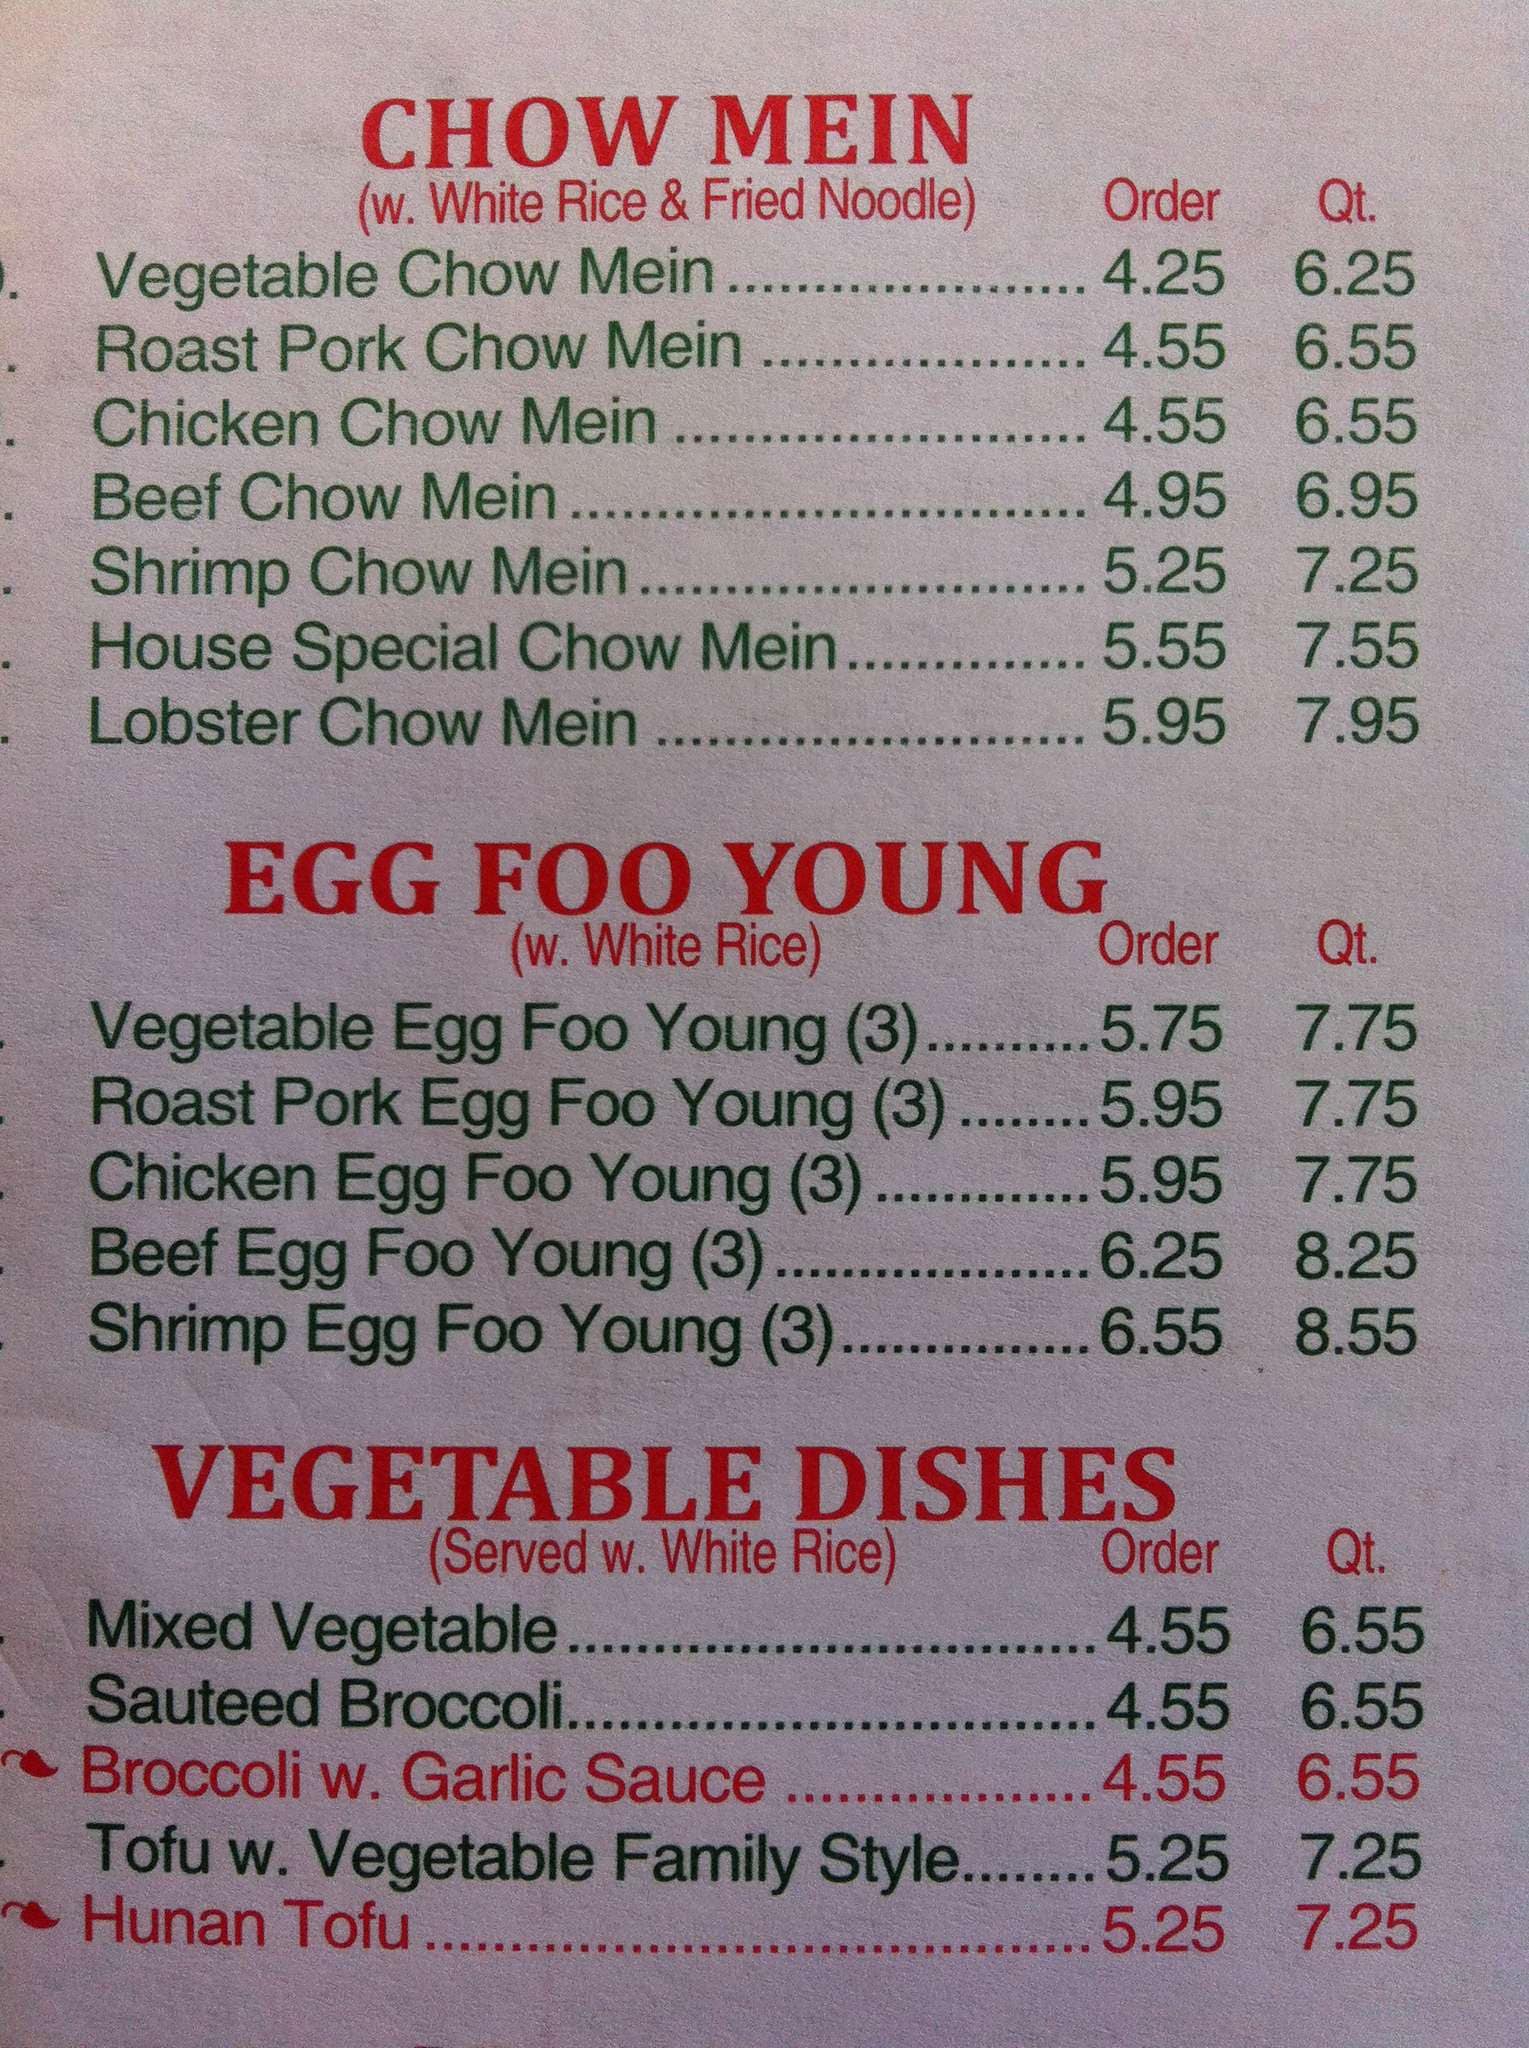 CHOW MEIN
(w. White Rice & Fried Noodle) Order Qt.
Vegetable Chow Mein ..................... 4.25 6.25
Roast Pork Chow Mein ................... 4.55 6.55
Chicken Chow Mein ........................ 4.55 6.55
Beef Chow Mein .............................. 4.95 6.95
Shrimp Chow Mein .......................... 5.25 7.25
House Special Chow Mein .............. 5.55 7.55
Lobster Chow Mein ......................... 5.95 7.95
EGG FOO YOUNG
(w. White Rice) Order Qt.
Vegetable Egg Foo Young (3) .......... 5.75 7.75
Roast Pork Egg Foo Young (3) ........ 5.95 7.75
Chicken Egg Foo Young (3) ............. 5.95 7.75
Beef Egg Foo Young (3) ................... 6.25 8.25
Shrimp Egg Foo Young (3) ............... 6.55 8.55
VEGETABLE DISHES
(Served w. White Rice) Order Qt.
Mixed Vegetable ............................... 4.55 6.55
Sauteed Broccoli ............................... 4.55 6.55
Broccoli w. Garlic Sauce .................. 4.55 6.55
Tofu w. Vegetable Family Style ........ 5.25 7.25
Hunan Tofu ....................................... 5.25 7.25